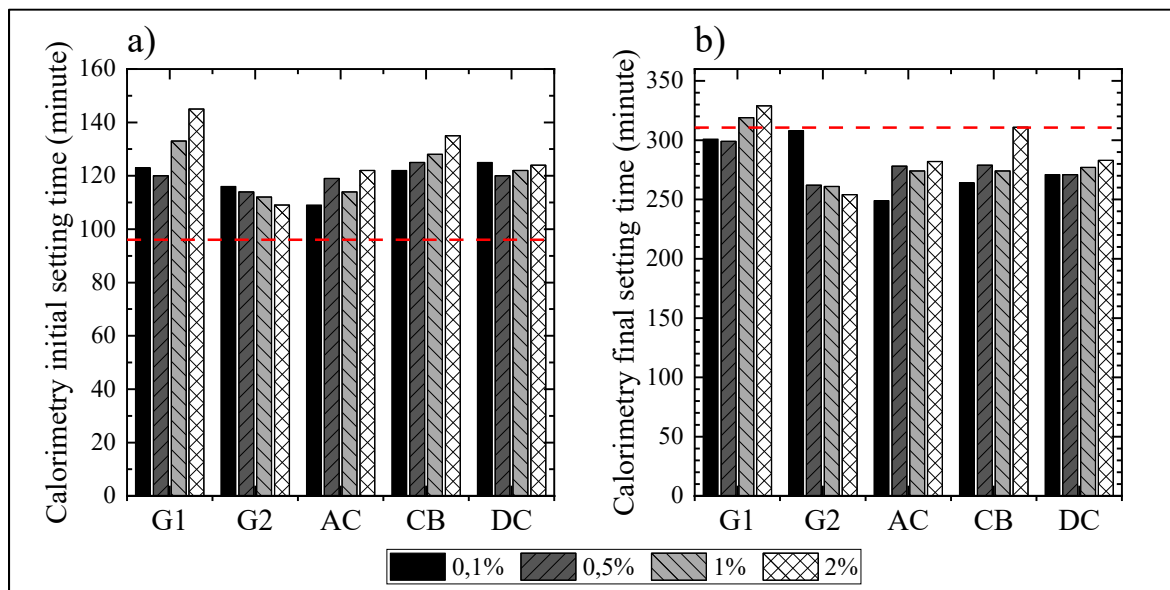 a)
Calorimetry initial setting time (minute)
160
140
120
100
80
60
40
20
0
G1 G2 AC CB DC
b)
Calorimetry final setting time (minute)
350
300
250
200
150
100
50
0
G1 G2 AC CB DC
0,1% 0,5% 1% 2%